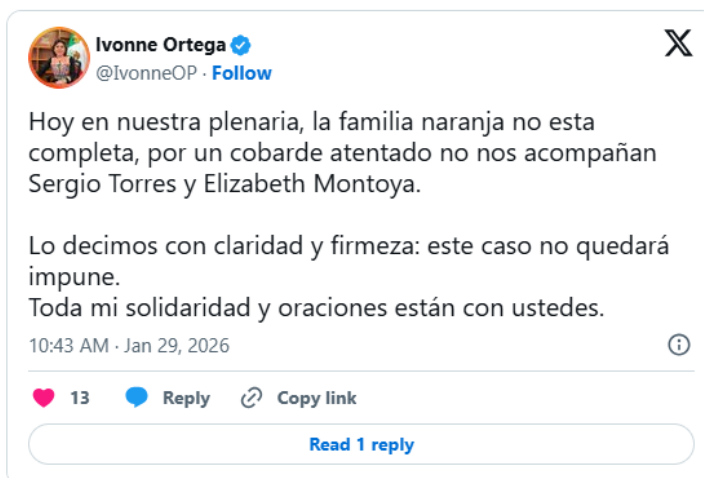 Ivonne Ortega
@IvonneOP · Follow
Hoy en nuestra plenaria, la familia naranja no esta
completa, por un cobarde atentado no nos acompañan
Sergio Torres y Elizabeth Montoya.
Lo decimos con claridad y firmeza: este caso no quedará
impune.
Toda mi solidaridad y oraciones están con ustedes.
10:43 AM · Jan 29, 2026
13 Reply Copy link
Read 1 reply